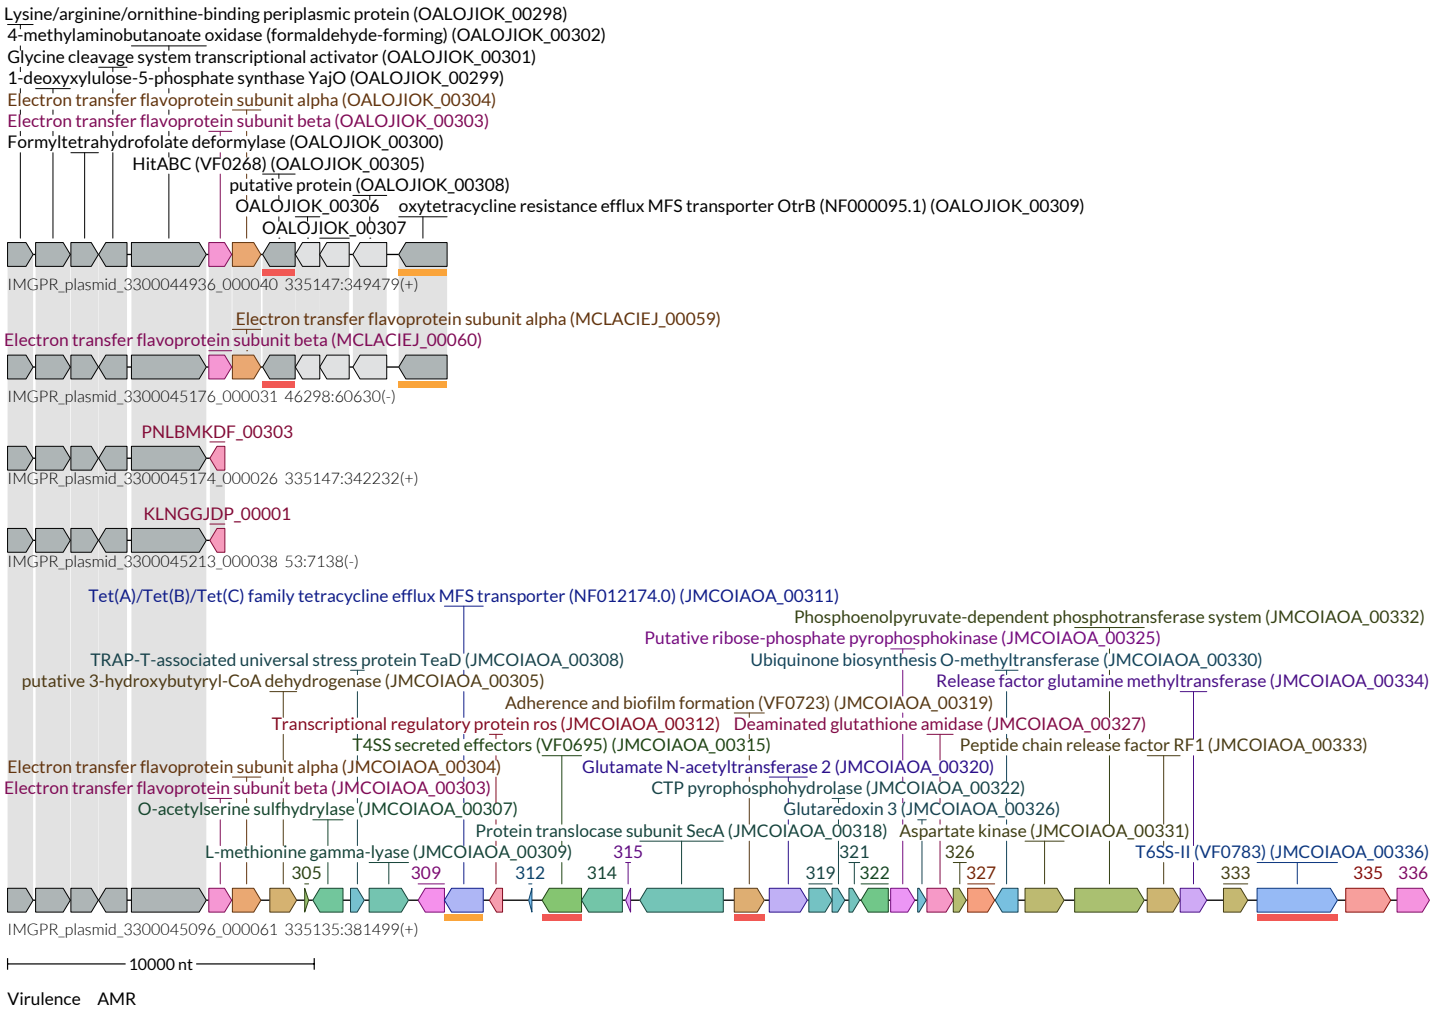 Lysine/arginine/ornithine-binding periplasmic protein (OALOJIOK_00298)
4-methylaminobutanoate oxidase (formaldehyde-forming) (OALOJIOK_00302)
Glycine cleavage system transcriptional activator (OALOJIOK_00301)
1-deoxyxylulose-5-phosphate synthase YajO (OALOJIOK_00299)
Electron transfer flavoprotein subunit alpha (OALOJIOK_00304)
Electron transfer flavoprotein subunit beta (OALOJIOK_00303)
Formyltetrahydrofolate deformylase (OALOJIOK_00300)
HitABC (VF0268) (OALOJIOK_00305)
putative protein (OALOJIOK_00308)
OALOJIOK_00306 oxytetracycline resistance efflux MFS transporter OtrB (NF000095.1) (OALOJIOK_00309)
OALOJIOK_00307
IMGPR_plasmid_3300044936_000040 335147:349479(+)
Electron transfer flavoprotein subunit alpha (MCLACIEJ_00059)
Electron transfer flavoprotein subunit beta (MCLACIEJ_00060)
IMGPR_plasmid_3300045176_000031 46298:60630(-)
PNLBMKDF_00303
IMGPR_plasmid_3300045174_000026 335147:342232(+)
KLNGGJDP_00001
IMGPR_plasmid_3300045213_000038 53:7138(-)
Tet(A)/Tet(B)/Tet(C) family tetracycline efflux MFS transporter (NF012174.0) (JMCOIAOA_00311)
Phosphoenolpyruvate-dependent phosphotransferase system (JMCOIAOA_00332)
Putative ribose-phosphate pyrophosphokinase (JMCOIAOA_00325)
TRAP-T-associated universal stress protein TeaD (JMCOIAOA_00308) Ubiquinone biosynthesis O-methyltransferase (JMCOIAOA_00330)
putative 3-hydroxybutyryl-CoA dehydrogenase (JMCOIAOA_00305) Release factor glutamine methyltransferase (JMCOIAOA_00334)
Adherence and biofilm formation (VF0723) (JMCOIAOA_00319)
Transcriptional regulatory protein ros (JMCOIAOA_00312) Deaminated glutathione amidase (JMCOIAOA_00327)
T4SS secreted effectors (VF0695) (JMCOIAOA_00315) Peptide chain release factor RF1 (JMCOIAOA_00333)
Electron transfer flavoprotein subunit alpha (JMCOIAOA_00304) Glutamate N-acetyltransferase 2 (JMCOIAOA_00320)
Electron transfer flavoprotein subunit beta (JMCOIAOA_00303) CTP pyrophosphohydrolase (JMCOIAOA_00322)
O-acetylserine sulfhydrylase (JMCOIAOA_00307) Glutaredoxin 3 (JMCOIAOA_00326)
Protein translocase subunit SecA (JMCOIAOA_00318) Aspartate kinase (JMCOIAOA_00331)
L-methionine gamma-lyase (JMCOIAOA_00309) 315 321 326 T6SS-II (VF0783) (JMCOIAOA_00336)
305 309 312 314 319 322 327 333 335 336
IMGPR_plasmid_3300045096_000061 335135:381499(+)
10000 nt
Virulence AMR